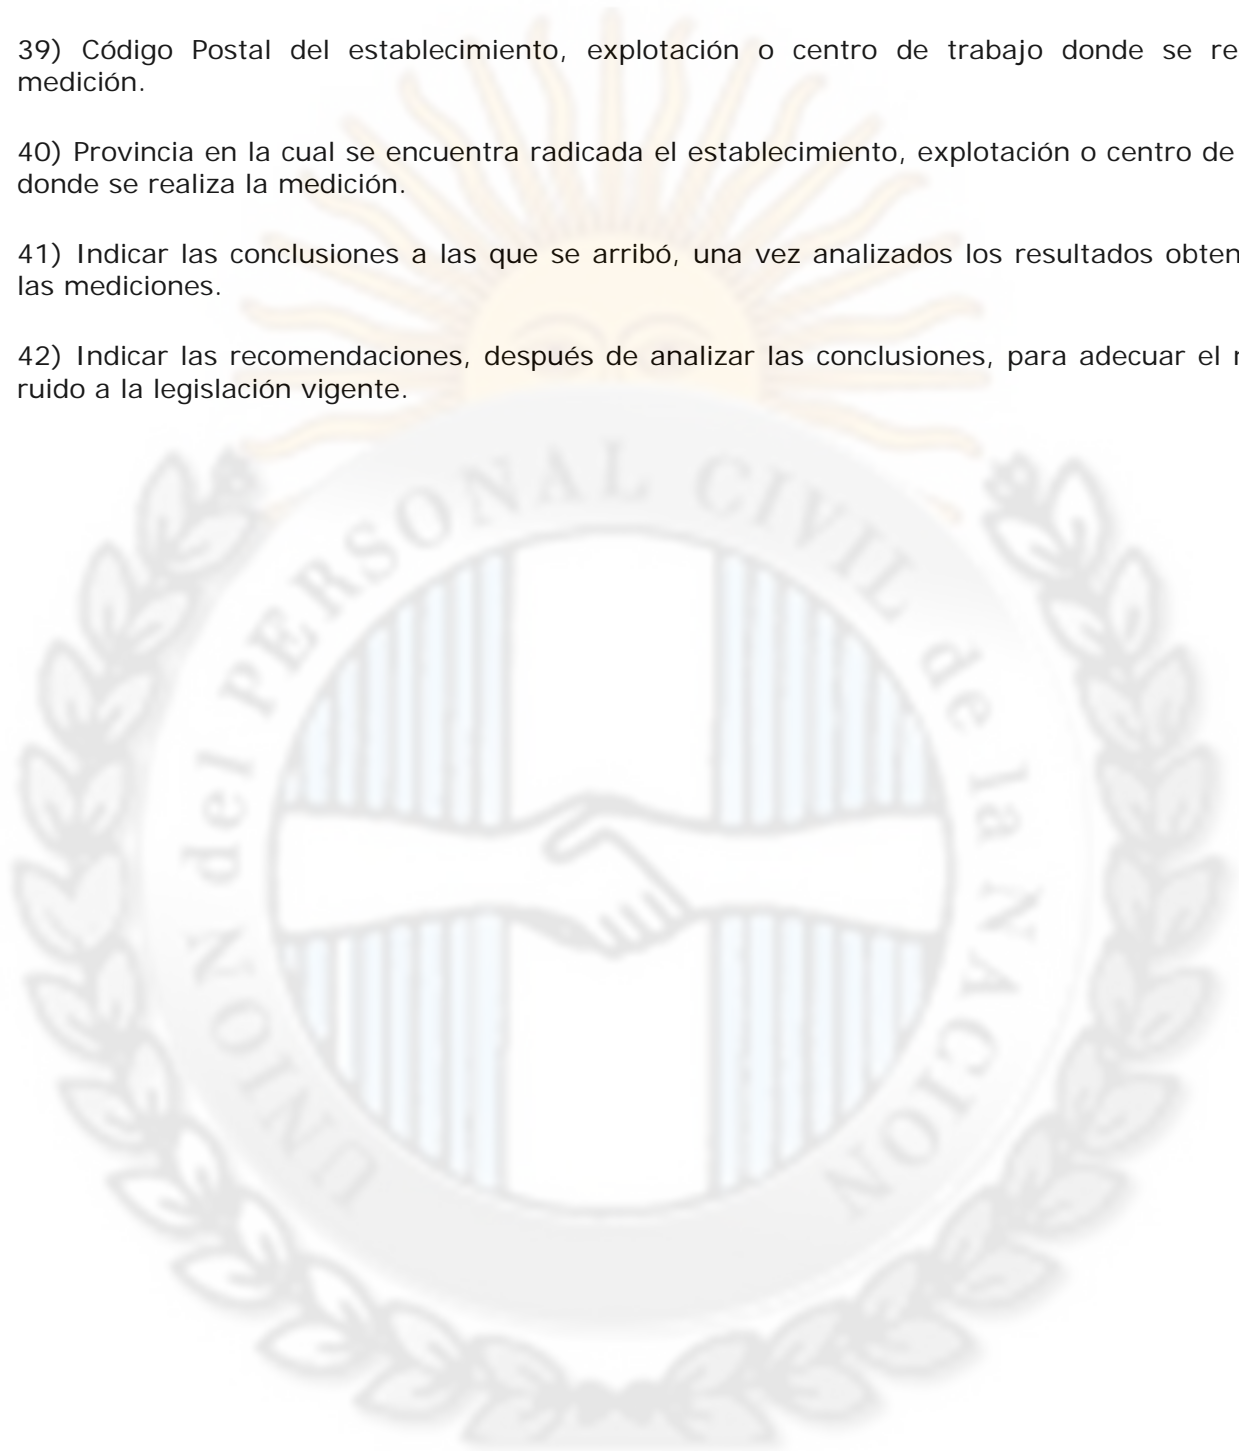 39) Código Postal del establecimiento, explotación o centro de trabajo donde se re
medición.
40) Provincia en la cual se encuentra radicada el establecimiento, explotación o centro de
donde se realiza la medición.
41) Indicar las conclusiones a las que se arribó, una vez analizados los resultados obten
las mediciones.
42) Indicar las recomendaciones, después de analizar las conclusiones, para adecuar el
ruido a la legislación vigente.
UNION del PERSONAL CIVIL de la NACION